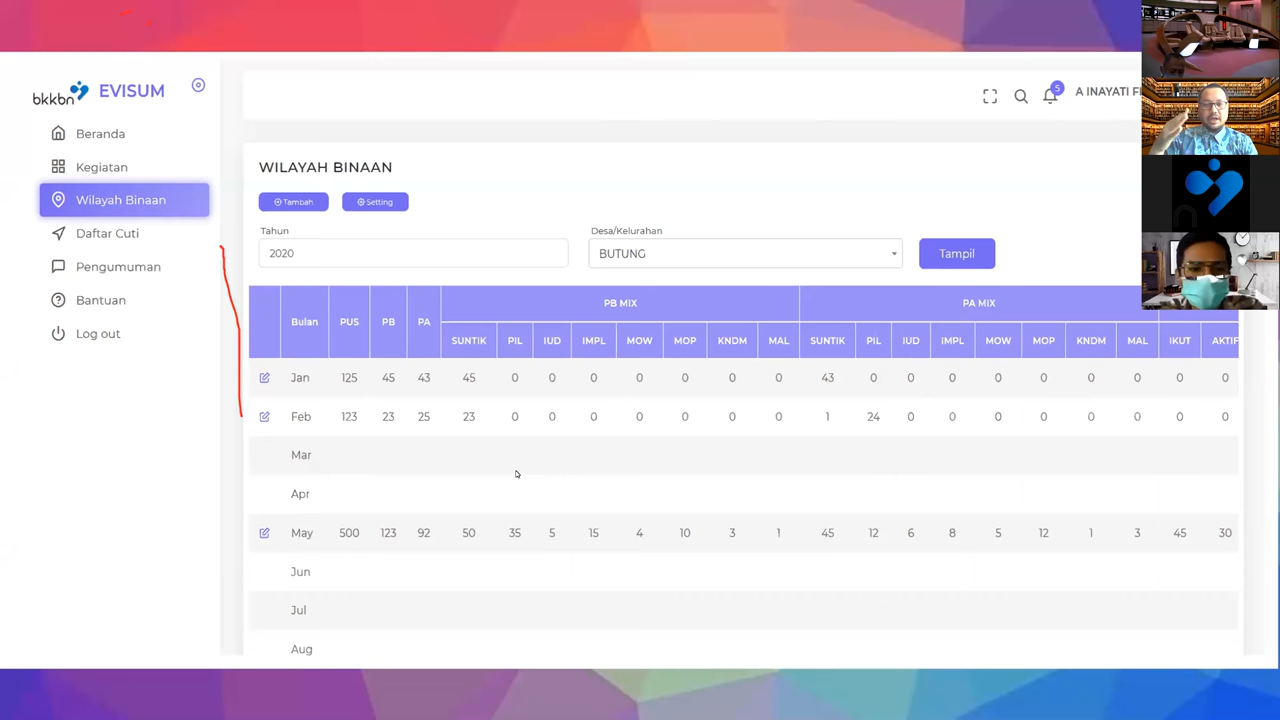 bkkbn EVISUM
Beranda
Kegiatan
Wilayah Binaan
Daftar Cuti
Pengumuman
Bantuan
Log out
5
A INAYATI
WILAYAH BINAAN
Tambah Setting
Tahun Desa/Kelurahan
2020 BUTUNG Tampil
Bulan PUS PB PA PB MIX PA MIX
SUNTIK PIL IUD IMPL MOW MOP KNDM MAL SUNTIK PIL IUD IMPL MOW MOP KNDM MAL IKUT AKTIF
Jan 125 45 43 45 0 0 0 0 0 0 0 43 0 0 0 0 0 0 0 0 0
Feb 123 23 25 23 0 0 0 0 0 0 0 1 24 0 0 0 0 0 0 0 0
Mar
Apr
May 500 123 92 50 35 5 15 4 10 3 1 45 12 6 8 5 12 1 3 45 30
Jun
Jul
Aug